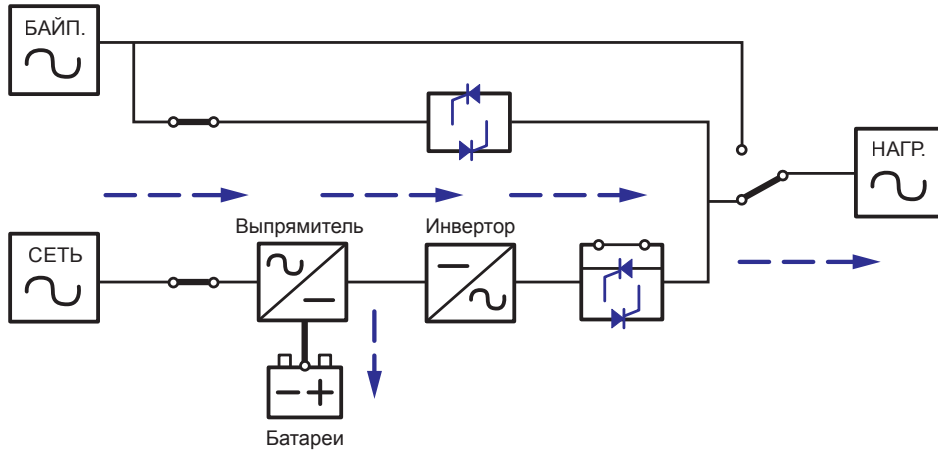 БАЙП.
НАГР.
Выпрямитель
Инвертор
СЕТЬ
Батареи